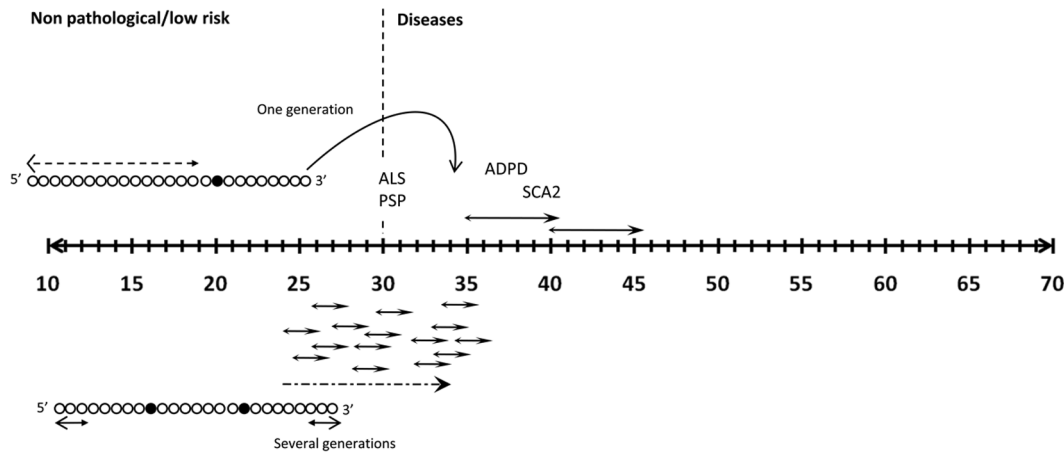 Non pathological/low risk
Diseases
One generation
5’ 3’
ALS
PSP
ADPD
SCA2
10 15 20 25 30 35 40 45 50 55 60 65 70
5’ 3’
Several generations